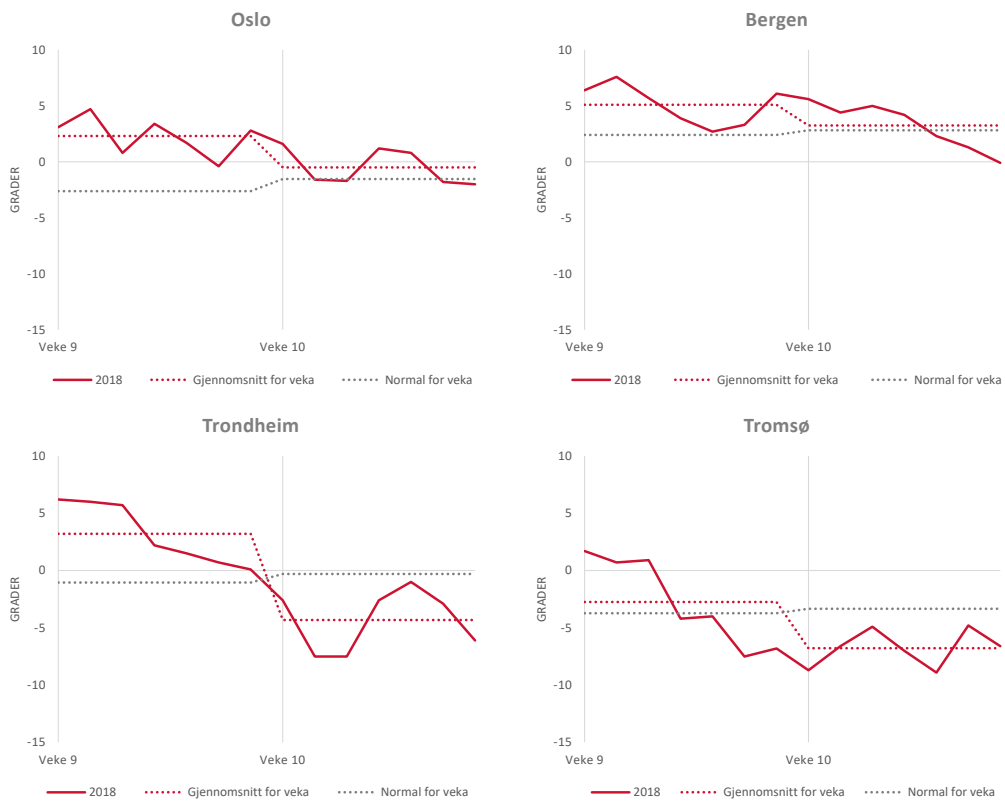 Oslo
10
5
0
-5
-10
-15
GRADER
Veke 9
Veke 10
2018
Gjennomsnitt for veka
Normal for veka
Bergen
10
5
0
-5
-10
-15
GRADER
Veke 9
Veke 10
2018
Gjennomsnitt for veka
Normal for veka
Trondheim
10
5
0
-5
-10
-15
GRADER
Veke 9
Veke 10
2018
Gjennomsnitt for veka
Normal for veka
Tromsø
10
5
0
-5
-10
-15
GRADER
Veke 9
Veke 10
2018
Gjennomsnitt for veka
Normal for veka